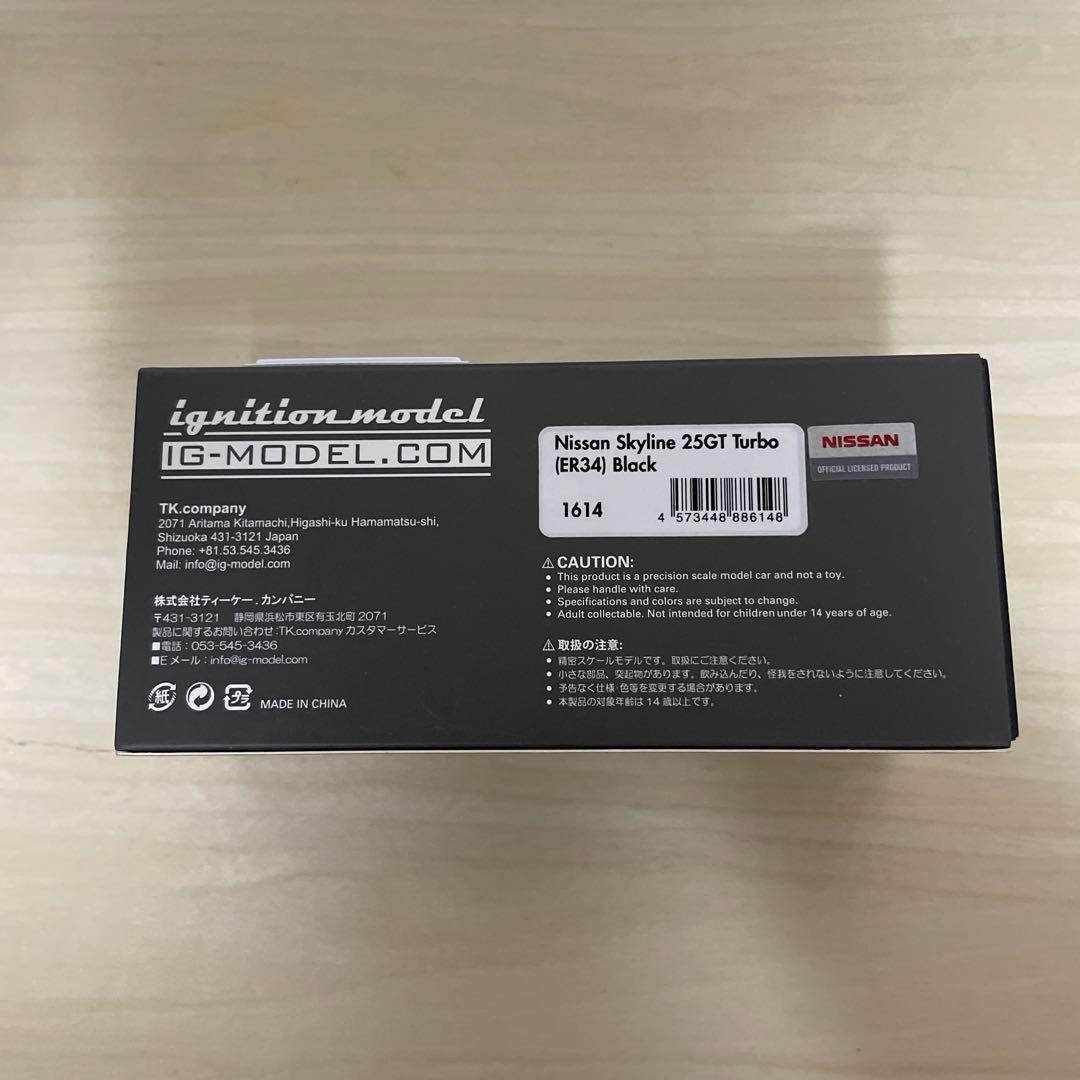 ignition model
IG-MODEL.COM
TK.company
2071 Aritama Kitamachi,Higashi-ku Hamamatsu-shi,
Shizuoka 431-3121 Japan
Phone: +81.53.545.3436
Mail: info@ig-model.com
株式会社ティーケー.カンパニー
〒431-3121 静岡県浜松市東区有玉北町 2071
製品に関するお問い合わせ:TK.company カスタマーサービス
■電話：053-545-3436
■E メール：info@ig-model.com
紙 プラ MADE IN CHINA
Nissan Skyline 25GT Turbo
(ER34) Black
1614
4 573448 886148
NISSAN
OFFICIAL LICENSED PRODUCT
⚠CAUTION:
• This product is a precision scale model car and not a toy.
• Please handle with care.
• Specifications and colors are subject to change.
• Adult collectable. Not intended for children under 14 years of age.
⚠取扱の注意:
• 精密スケールモデルです。取扱にご注意ください。
• 小さな部品、突起物があります。飲み込んだり、怪我をされないように注意してください。
• 予告なく仕様・色等を変更する場合があります。
• 本製品の対象年齢は 14 歳以上です。